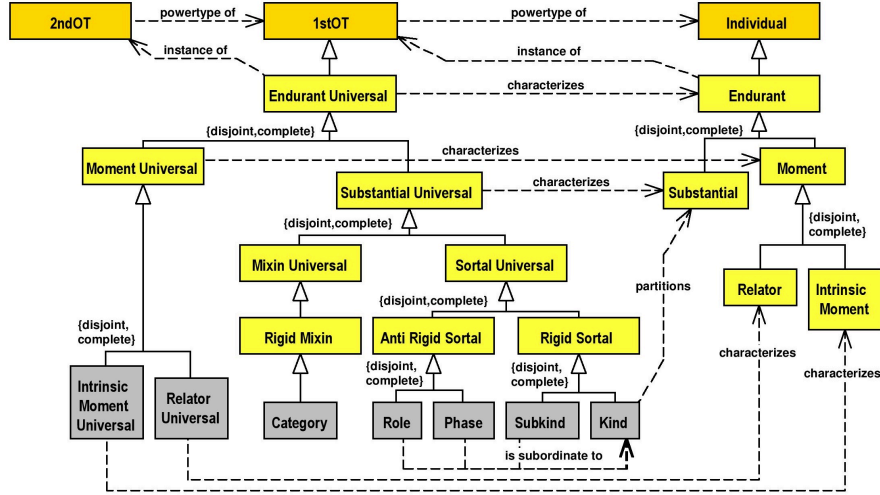 2ndOT
powertype of
1stOT
powertype of
Individual
instance of
instance of
Endurant Universal
characterizes
Endurant
{disjoint,complete}
{disjoint,complete}
Moment Universal
characterizes
Moment
Substantial Universal
characterizes
Substantial
{disjoint,complete}
{disjoint,
complete}
Mixin Universal
Sortal Universal
partitions
Relator
Intrinsic
Moment
{disjoint,complete}
{disjoint,
complete}
Rigid Mixin
Anti Rigid Sortal
Rigid Sortal
characterizes
characterizes
{disjoint,
complete}
{disjoint,
complete}
Intrinsic
Moment
Universal
Relator
Universal
Category
Role
Phase
Subkind
Kind
is subordinate to